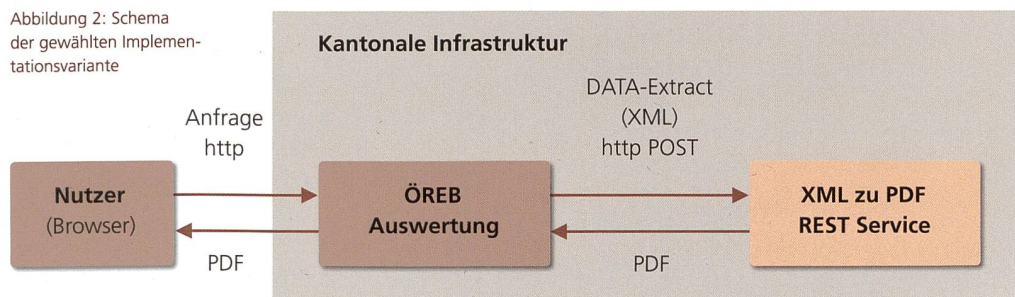 Abbildung 2: Schema
der gewählten Implemen-
tationsvariante
Kantonale Infrastruktur
Anfrage
http
DATA-Extract
(XML)
http POST
Nutzer
(Browser)
ÖREB
Auswertung
XML zu PDF
REST Service
PDF
PDF